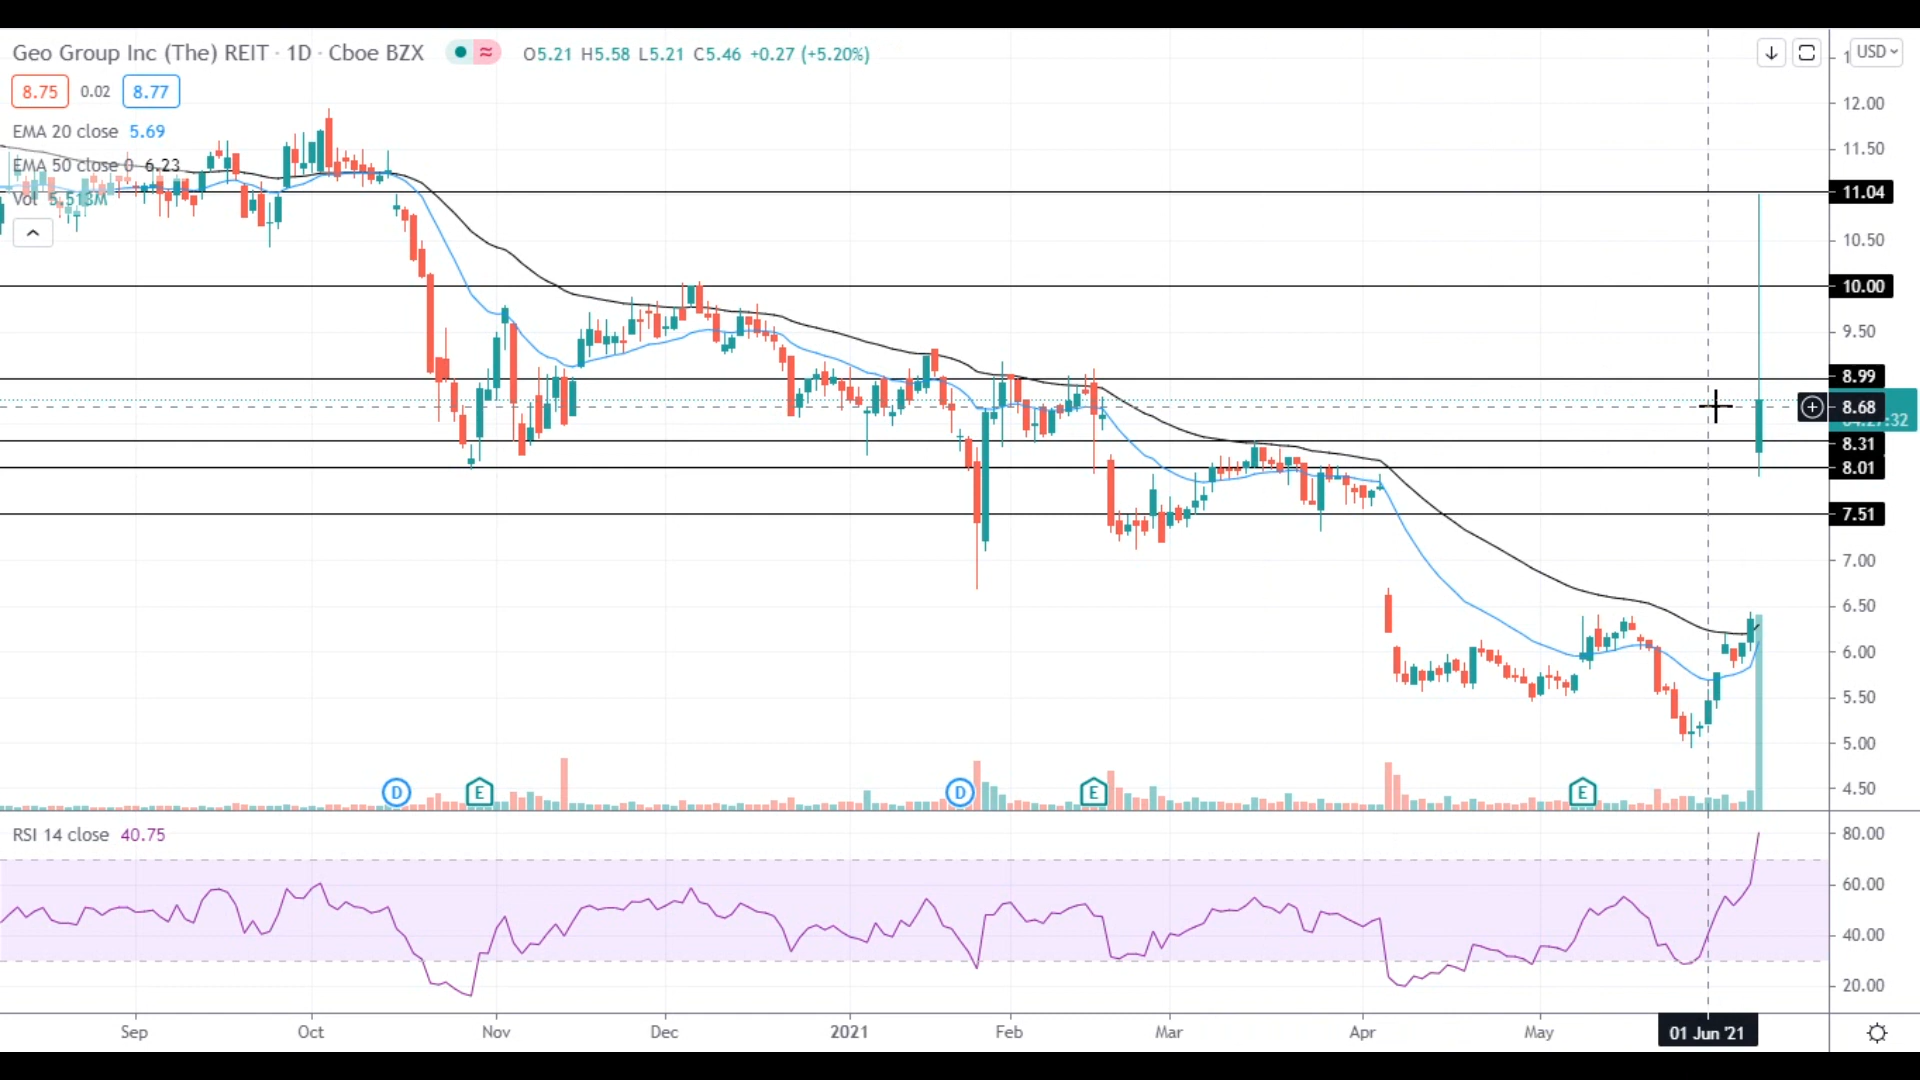 Geo Group Inc (The) REIT · 1D · Cboe BZX O5.21 H5.58 L5.21 C5.46 +0.27 (+5.20%)
USD
8.75 0.02 8.77
EMA 20 close 5.69
EMA 50 close 0 6.23
Vol 5.513M
12.00
11.50
11.04
10.50
10.00
9.50
8.99
8.68
8.31
8.01
7.51
7.00
6.50
6.00
5.50
5.00
4.50
D E D E E
RSI 14 close 40.75
80.00
60.00
40.00
20.00
Sep Oct Nov Dec 2021 Feb Mar Apr May 01 Jun '21